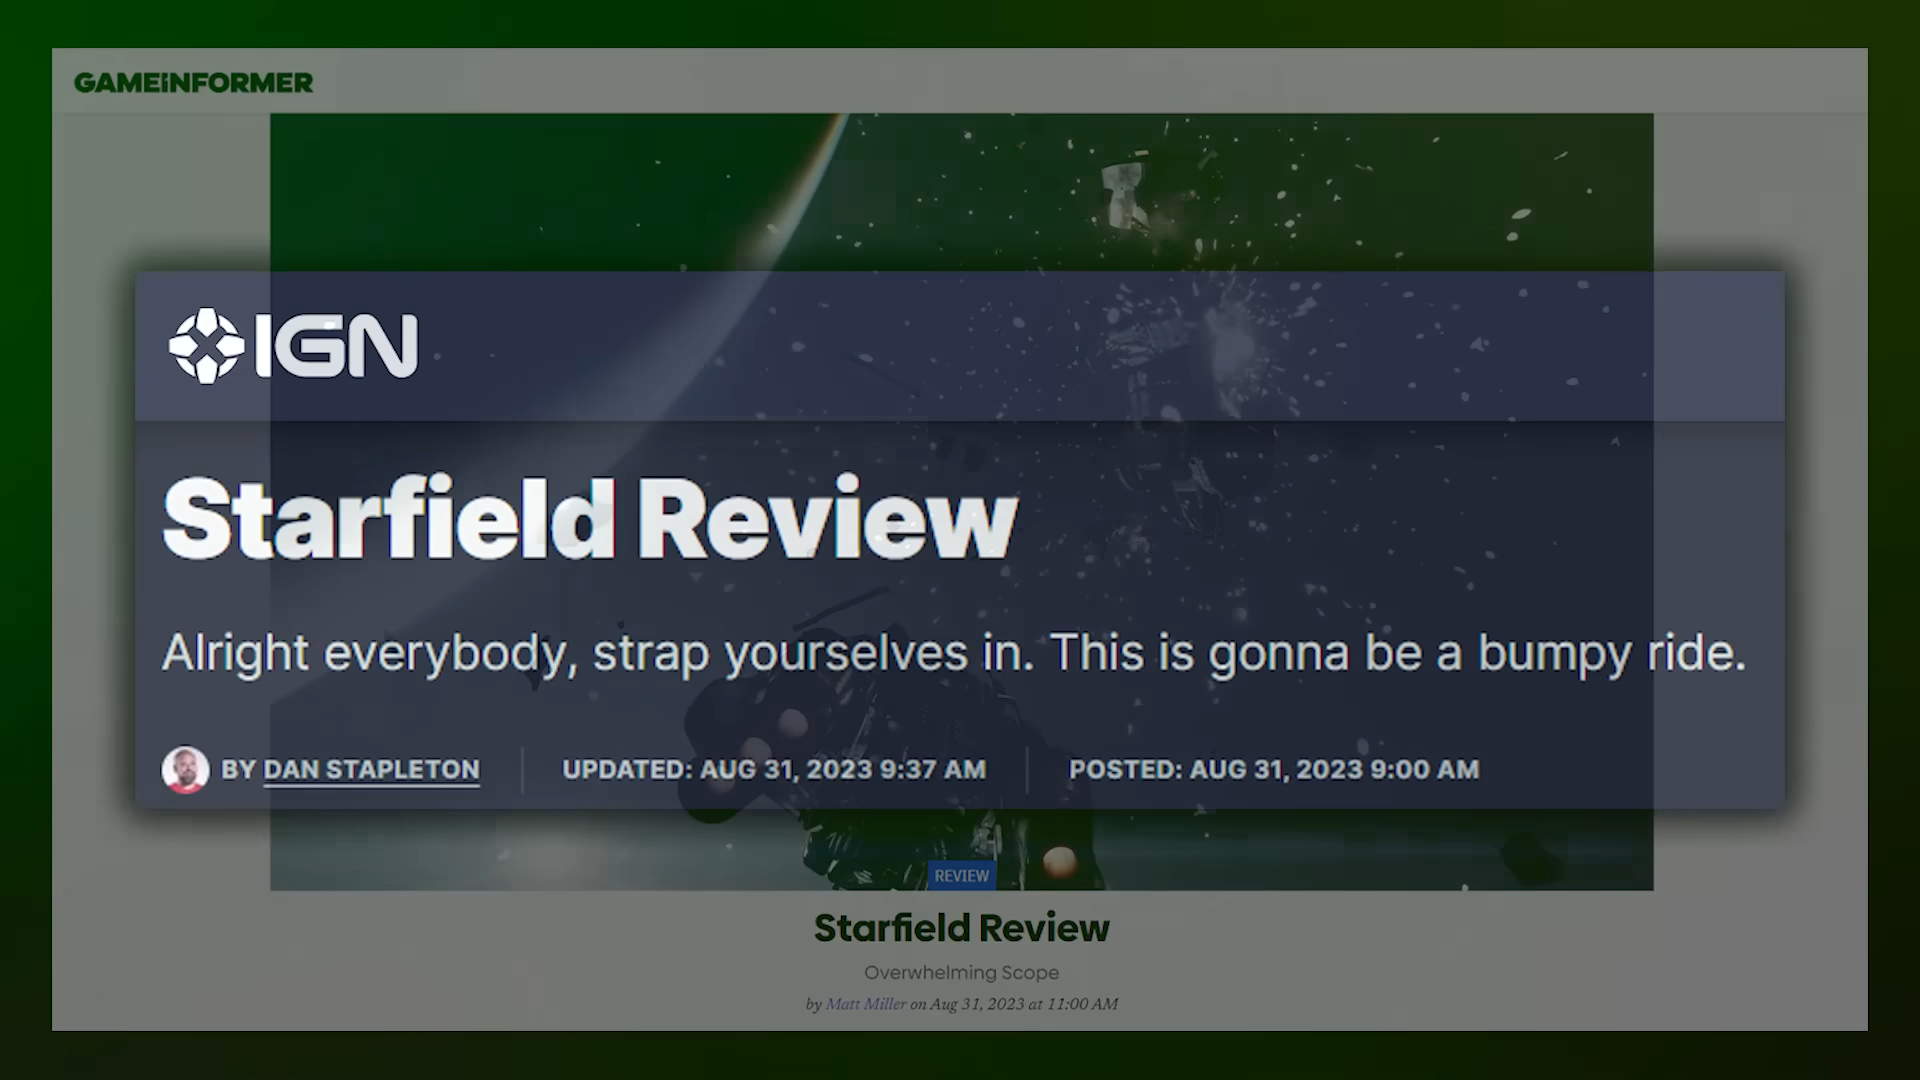 GAMEINFORMER
IGN
Starfield Review
Alright everybody, strap yourselves in. This is gonna be a bumpy ride.
BY DAN STAPLETON UPDATED: AUG 31, 2023 9:37 AM POSTED: AUG 31, 2023 9:00 AM
REVIEW
Starfield Review
Overwhelming Scope
by Matt Miller on Aug 31, 2023 at 11:00 AM